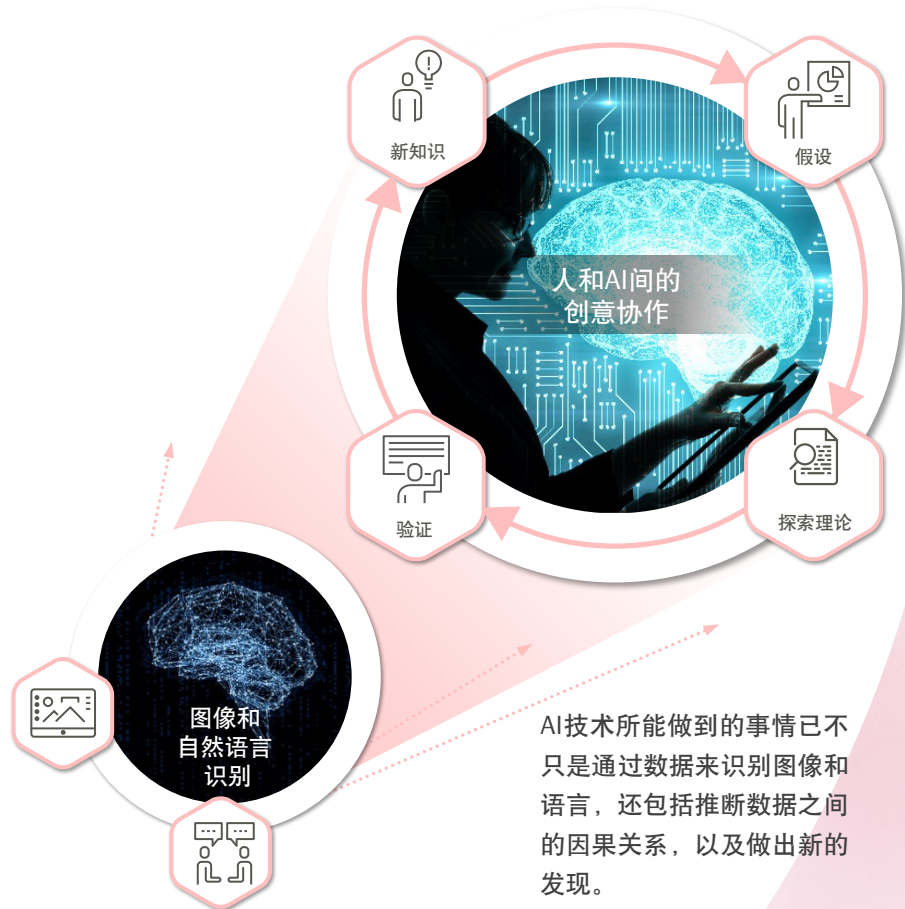 新知识
假设
人和AI间的
创意协作
验证
探索理论
图像和
自然语言
识别
AI技术所能做到的事情已不
只是通过数据来识别图像和
语言，还包括推断数据之间
的因果关系，以及做出新的
发现。